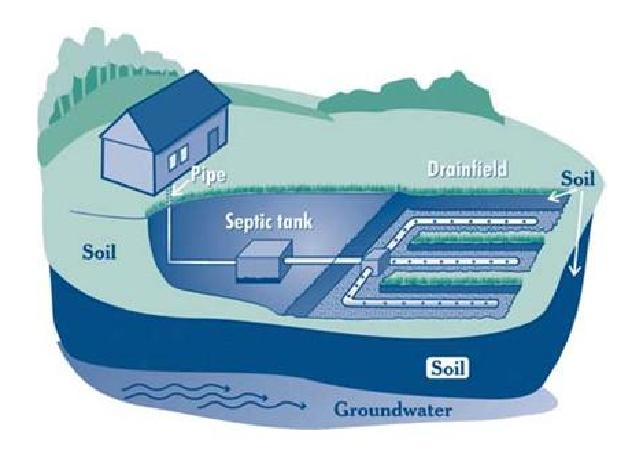 Pipe
Drainfield
Soil
Septic tank
Soil
Soil
Groundwater